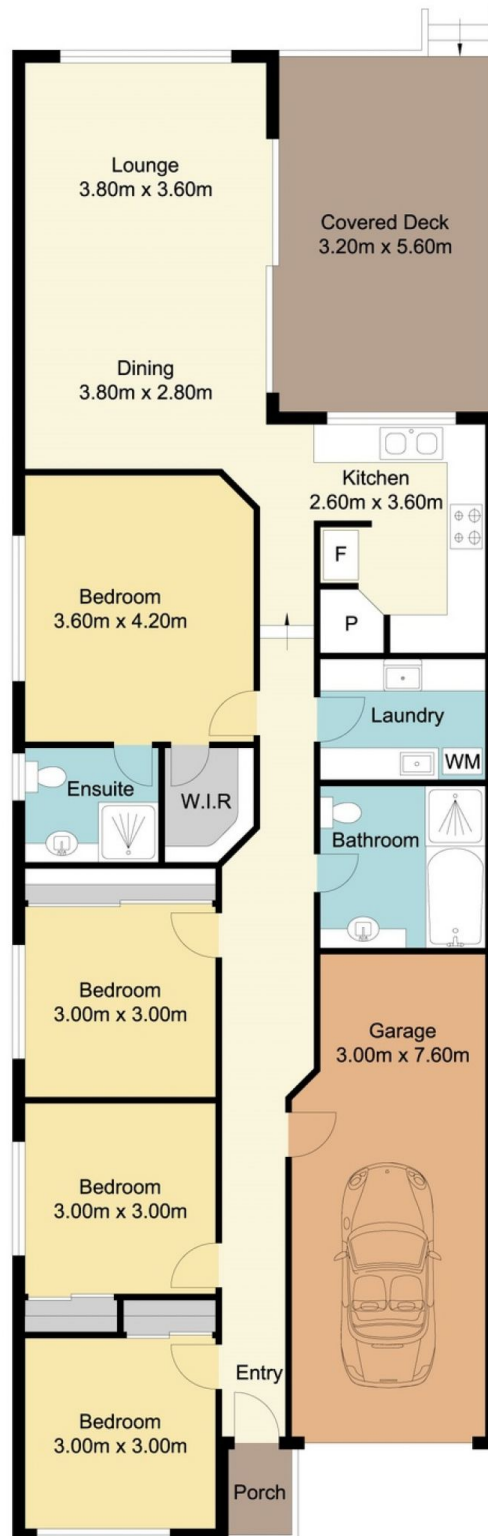 Lounge
3.80m x 3.60m
Covered Deck
3.20m x 5.60m
Dining
3.80m x 2.80m
Kitchen
2.60m x 3.60m
F
Bedroom
3.60m x 4.20m
P
Laundry
WM
Ensuite
W.I.R
Bathroom
Bedroom
3.00m x 3.00m
Garage
3.00m x 7.60m
Bedroom
3.00m x 3.00m
Entry
Bedroom
3.00m x 3.00m
Porch